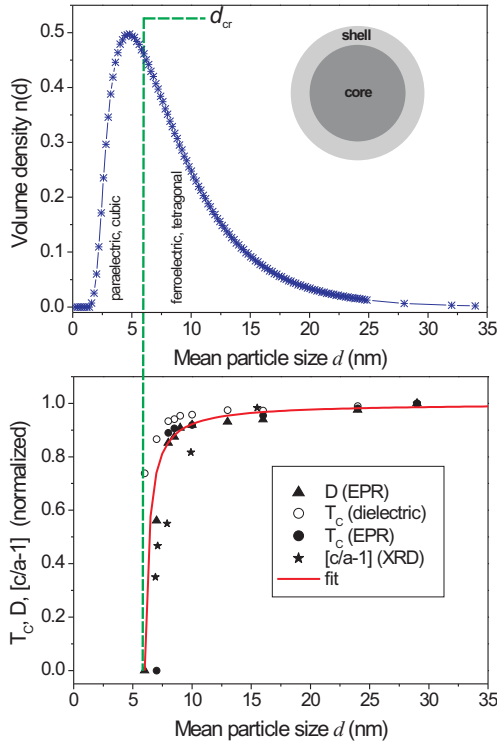 d_cr
shell
core
Volume density n(d)
0.5
0.4
0.3
0.2
0.1
0.0
paraelectric, cubic
ferroelectric, tetragonal
0 5 10 15 20 25 30 35
Mean particle size d (nm)
T_C, D, [c/a-1] (normalized)
1.0
0.8
0.6
0.4
0.2
0.0
D (EPR)
T_C (dielectric)
T_C (EPR)
[c/a-1] (XRD)
fit
0 5 10 15 20 25 30 35
Mean particle size d (nm)